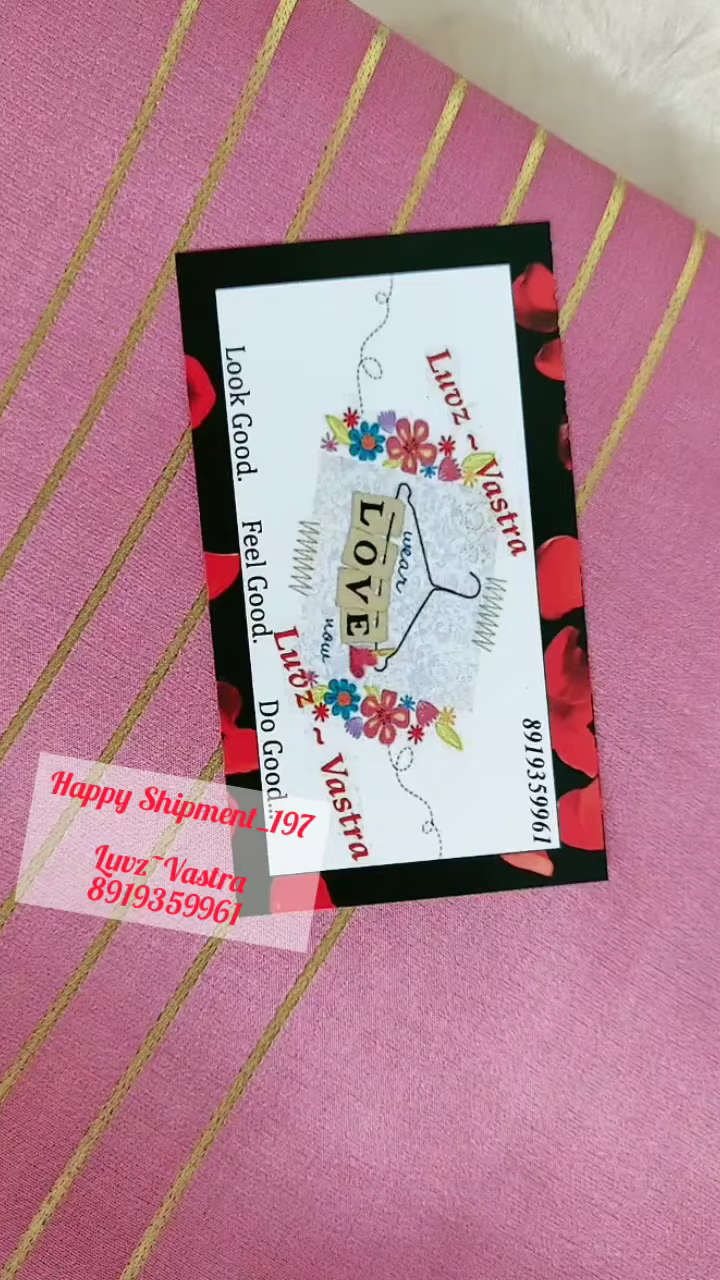 Luvz ~ Vastra
wear
LOVE
now
Luvz* ~ Vastra
8919359961
Look Good. Feel Good. Do Good...
Happy Shipment_197
Luvz~Vastra
8919359961